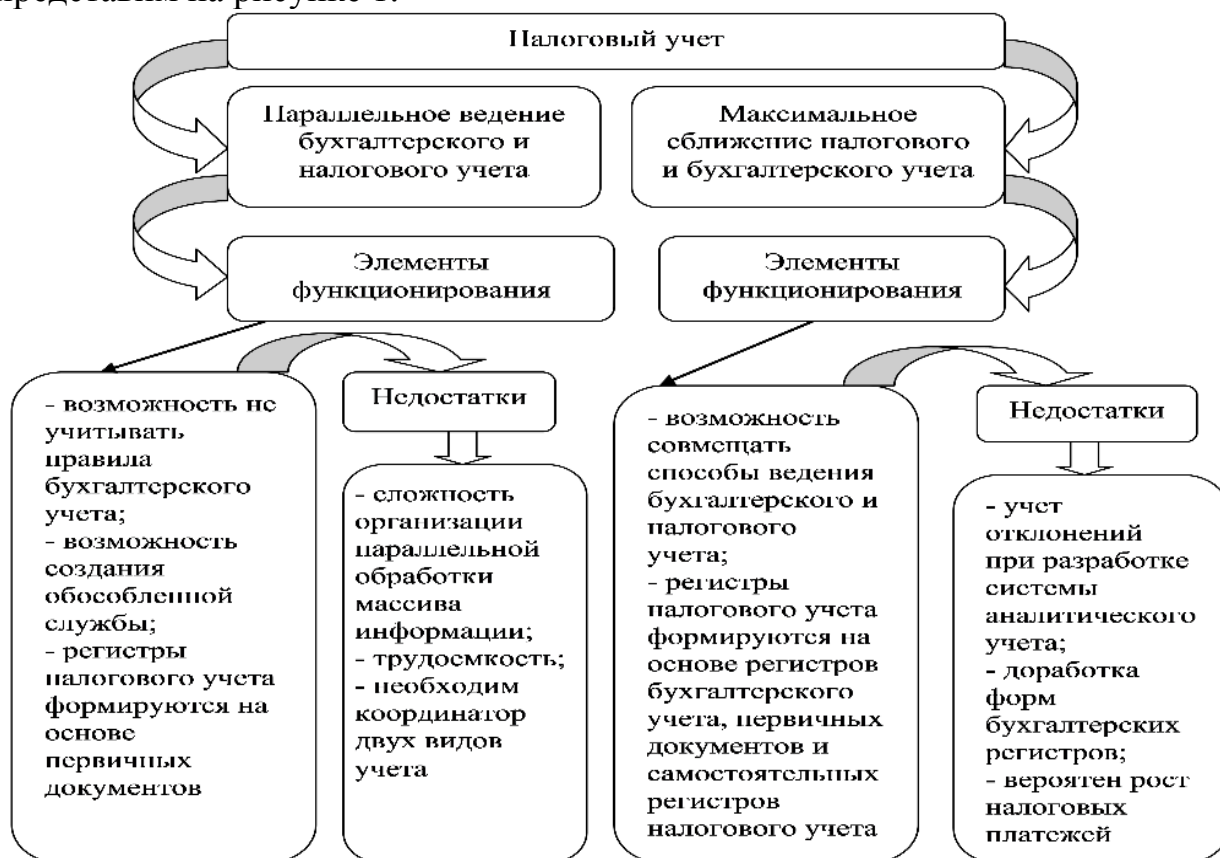 представим на рисунке 1.
Налоговый учет
Параллельное ведение
бухгалтерского и
налогового учета
Максимальное
сближение налогового
и бухгалтерского учета
Элементы
функционирования
Элементы
функционирования
- возможность не
учитывать
правила
бухгалтерского
учета;
- возможность
создания
обособленной
службы;
- регистры
налогового учета
формируются на
основе
первичных
документов
Недостатки
- сложность
организации
параллельной
обработки
массива
информации;
- трудоемкость;
- необходим
координатор
двух видов
учета
- возможность
совмещать
способы ведения
бухгалтерского и
налогового
учета;
- регистры
налогового учета
формируются на
основе регистров
бухгалтерского
учета, первичных
документов и
самостоятельных
регистров
налогового учета
Недостатки
- учет
отклонений
при разработке
системы
аналитического
учета;
- доработка
форм
бухгалтерских
регистров;
- вероятен рост
налоговых
платежей